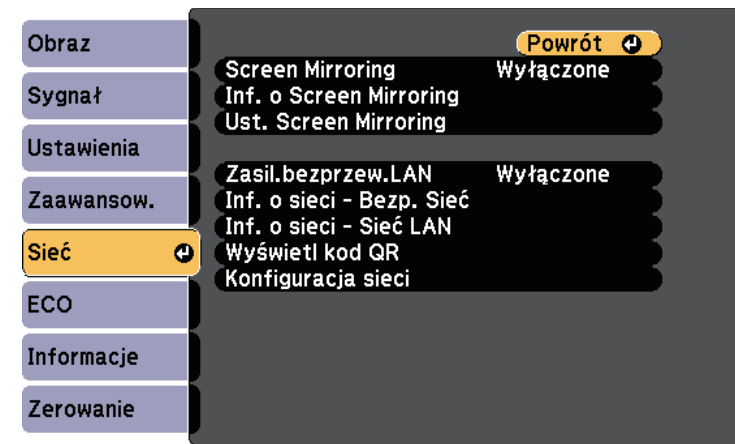 Obraz
Sygnał
Ustawienia
Zaawansow.
Sieć
ECO
Informacje
Zerowanie
Powrót
Screen Mirroring Wyłączone
Inf. o Screen Mirroring
Ust. Screen Mirroring
Zasil.bezprzew.LAN Wyłączone
Inf. o sieci - Bezp. Sieć
Inf. o sieci - Sieć LAN
Wyświetl kod QR
Konfiguracja sieci